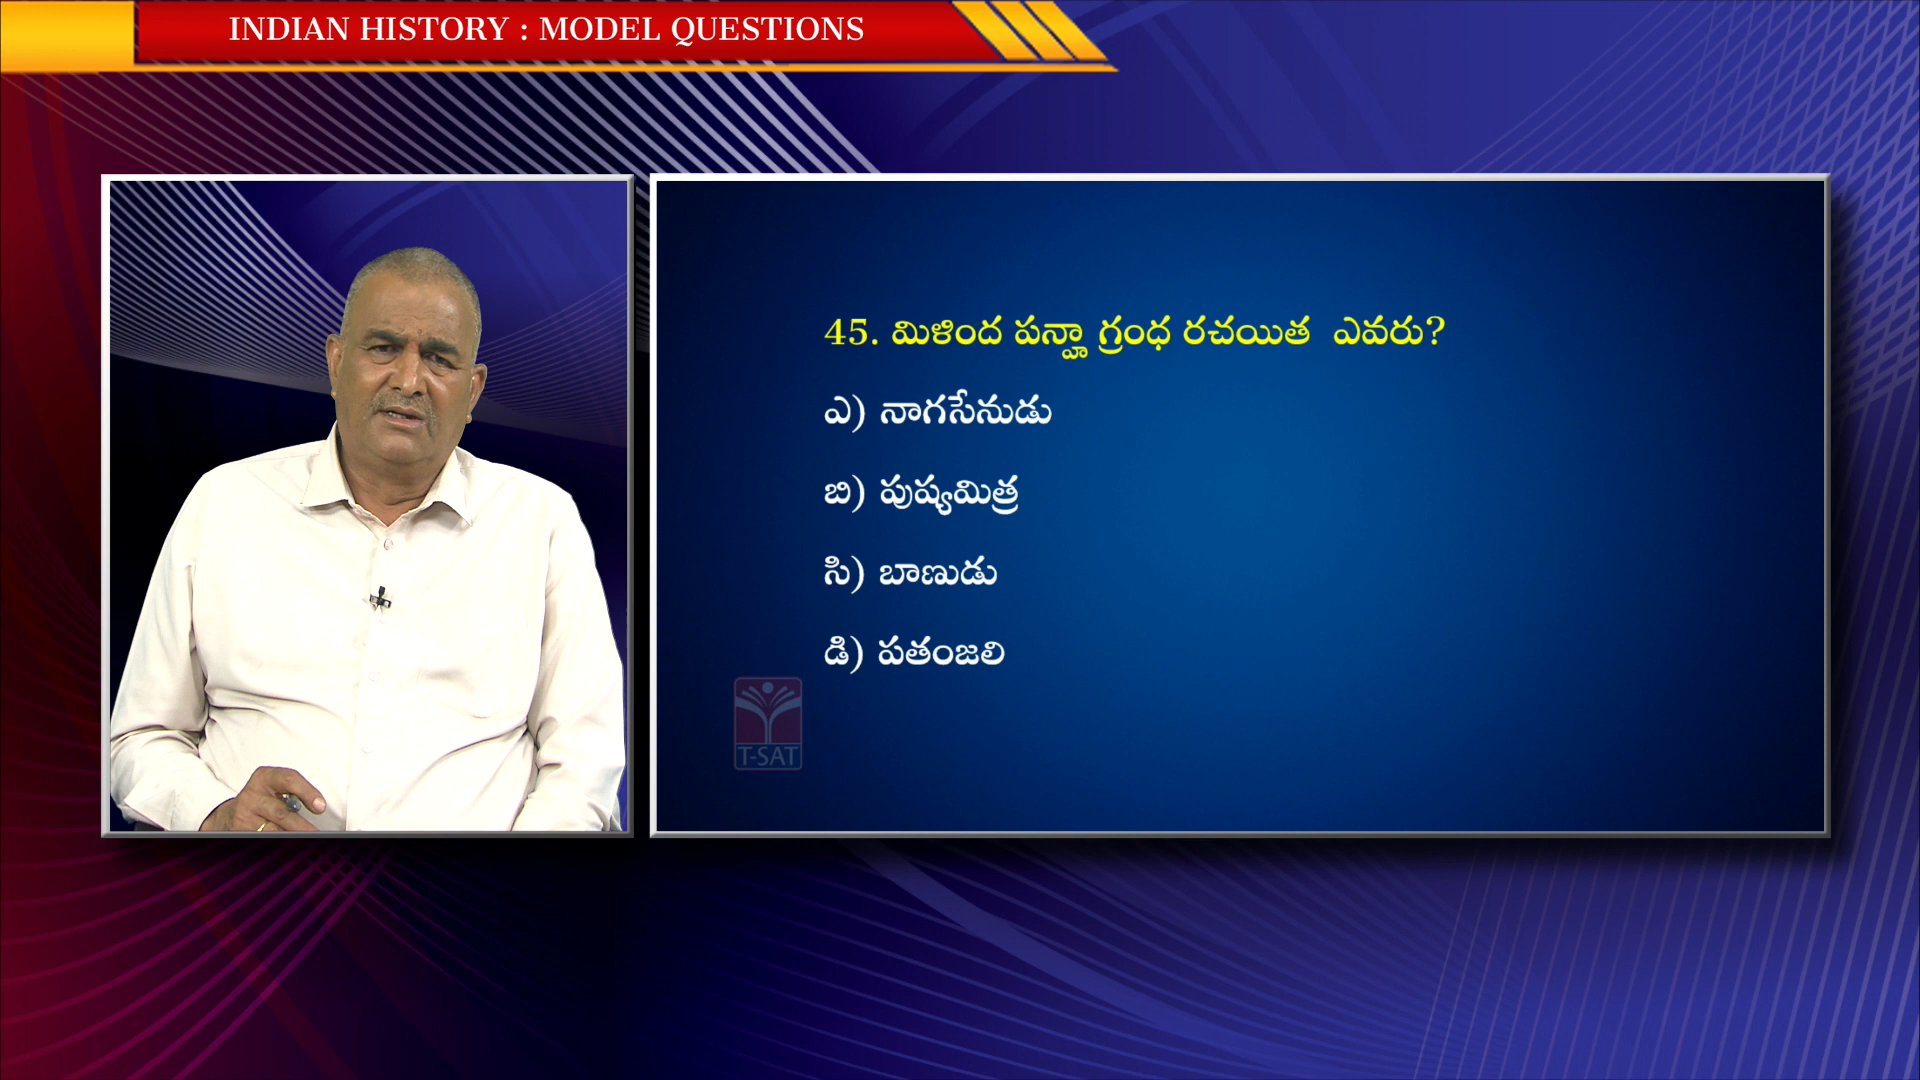 INDIAN HISTORY : MODEL QUESTIONS
45. మిళింద పన్హా గ్రంధ రచయిత ఎవరు?
ఎ) నాగసేనుడు
బి) పుష్యమిత్ర
సి) బాణుడు
డి) పతంజలి
T-SAT